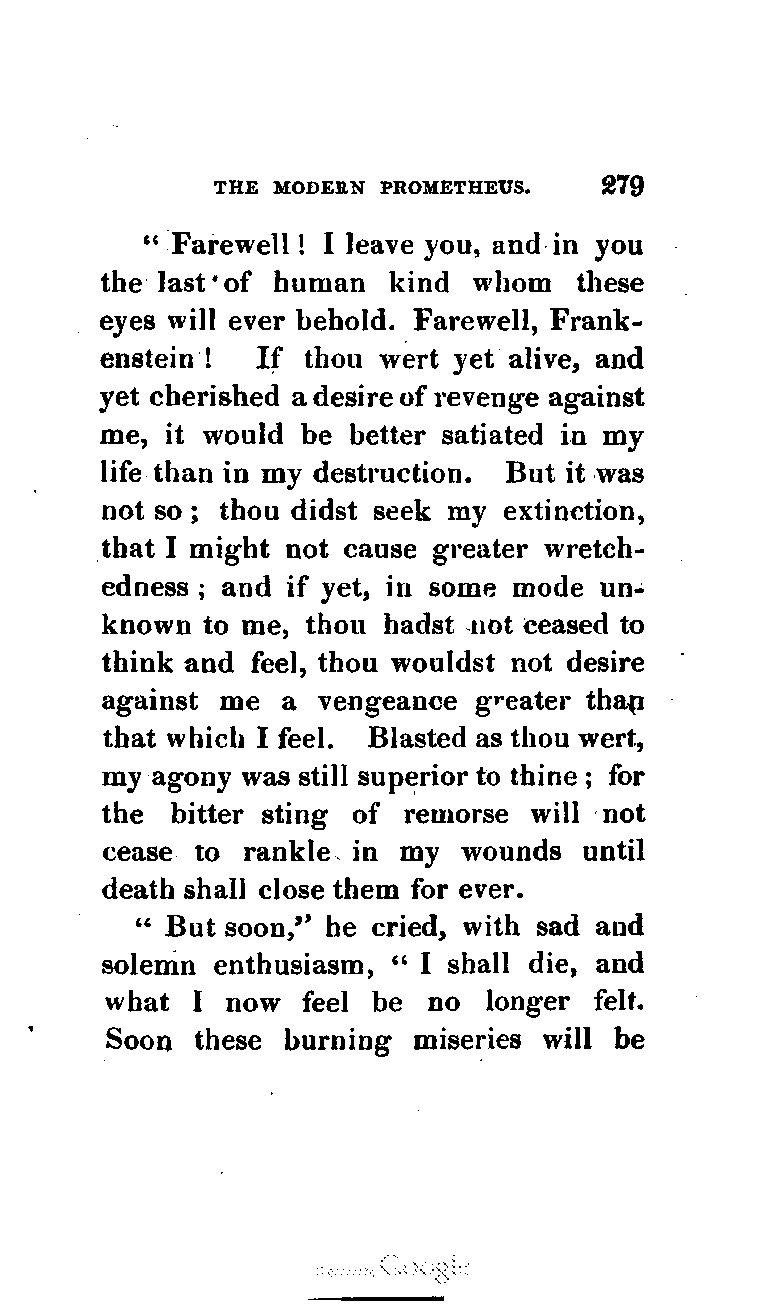 THE MODERN PROMETHEUS. 279
“ Farewell ! I leave you, and in you
the last of human kind whom these
eyes will ever behold. Farewell, Frank-
enstein ! If thou wert yet alive, and
yet cherished a desire of revenge against
me, it would be better satiated in my
life than in my destruction. But it was
not so ; thou didst seek my extinction,
that I might not cause greater wretch-
edness ; and if yet, in some mode un-
known to me, thou hadst not ceased to
think and feel, thou wouldst not desire
against me a vengeance greater than
that which I feel. Blasted as thou wert,
my agony was still superior to thine ; for
the bitter sting of remorse will not
cease to rankle in my wounds until
death shall close them for ever.
“ But soon,” he cried, with sad and
solemn enthusiasm, “ I shall die, and
what I now feel be no longer felt.
Soon these burning miseries will be
Google